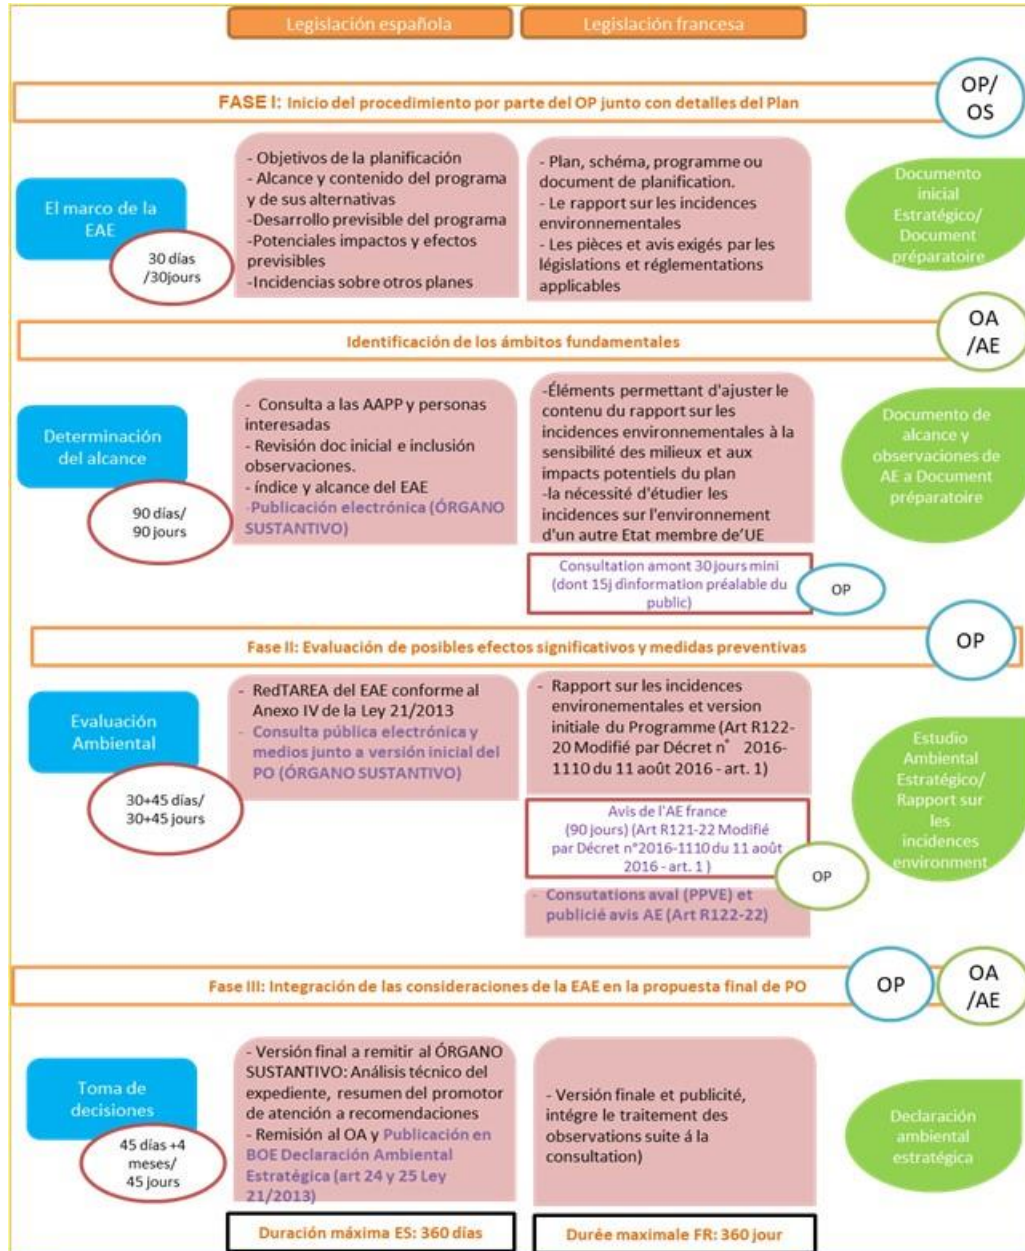 Legislación española
Legislación francesa
FASE I: Inicio del procedimiento por parte del OP junto con detalles del Plan
OP/
OS
El marco de la
EAE
30 días
/30jours
- Objetivos de la planificación
- Alcance y contenido del programa
y de sus alternativas
-Desarrollo previsible del programa
-Potenciales impactos y efectos
previsibles
-Incidencias sobre otros planes
- Plan, schéma, programme ou
document de planification.
- Le rapport sur les incidences
environnementales
- Les pièces et avis exigés par les
législations et réglementations
applicables
Documento
inicial
Estratégico/
Document
préparatoire
Identificación de los ámbitos fundamentales
OA
/AE
Determinación
del alcance
90 días/
90 jours
- Consulta a las AAPP y personas
interesadas
- Revisión doc inicial e inclusión
observaciones.
- índice y alcance del EAE
-Publicación electrónica (ÓRGANO
SUSTANTIVO)
-Éléments permettant d'ajuster le
contenu du rapport sur les
incidences environnementales à la
sensibilité des milieux et aux
impacts potentiels du plan
-la nécessité d'étudier les
incidences sur l'environnement
d'un autre Etat membre de'UE
Consultation amont 30 jours mini
(dont 15j dinformation préalable du
public)
OP
Documento de
alcance y
observaciones de
AE a Document
préparatoire
Fase II: Evaluación de posibles efectos significativos y medidas preventivas
OP
Evaluación
Ambiental
30+45 días/
30+45 jours
- RedTAREA del EAE conforme al
Anexo IV de la Ley 21/2013
- Consulta pública electrónica y
medios junto a versión inicial del
PO (ÓRGANO SUSTANTIVO)
- Rapport sur les incidences
environementales et version
initiale du Programme (Art R122-
20 Modifié par Décret n° 2016-
1110 du 11 août 2016 - art. 1)
Avis de l'AE france
(90 jours) (Art R121-22 Modifié
par Décret n°2016-1110 du 11 août
2016 - art. 1 )
OP
- Consutations aval (PPVE) et
publicié avis AE (Art R122-22)
Estudio
Ambiental
Estratégico/
Rapport sur
les
incidences
environment
Fase III: Integración de las consideraciones de la EAE en la propuesta final de PO
OP
OA
/AE
Toma de
decisiones
45 días +4
meses/
45 jours
- Versión final a remitir al ÓRGANO
SUSTANTIVO: Análisis técnico del
expediente, resumen del promotor
de atención a recomendaciones
- Remisión al OA y Publicación en
BOE Declaración Ambiental
Estratégica (art 24 y 25 Ley
21/2013)
- Versión finale et publicité,
intégre le traitement des
observations suite á la
consultation)
Declaración
ambiental
estratégica
Duración máxima ES: 360 días
Durée maximale FR: 360 jour